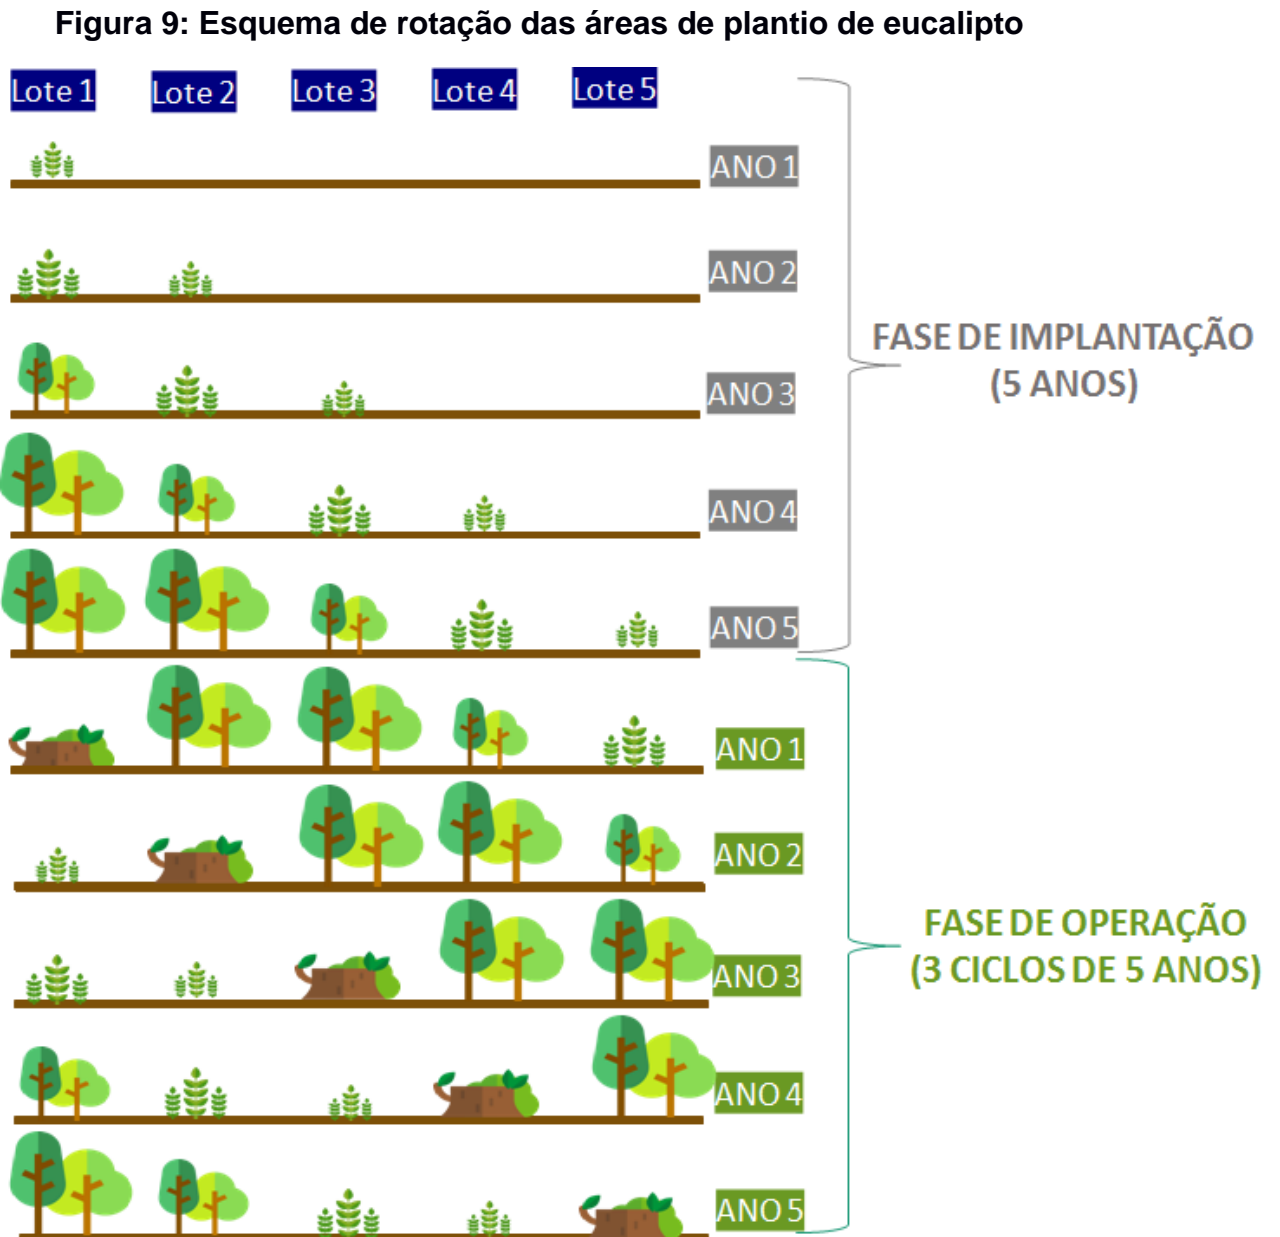 Figura 9: Esquema de rotação das áreas de plantio de eucalipto
Lote 1
Lote 2
Lote 3
Lote 4
Lote 5
ANO 1
ANO 2
ANO 3
ANO 4
ANO 5
FASE DE IMPLANTAÇÃO
(5 ANOS)
ANO 1
ANO 2
ANO 3
ANO 4
ANO 5
FASE DE OPERAÇÃO
(3 CICLOS DE 5 ANOS)